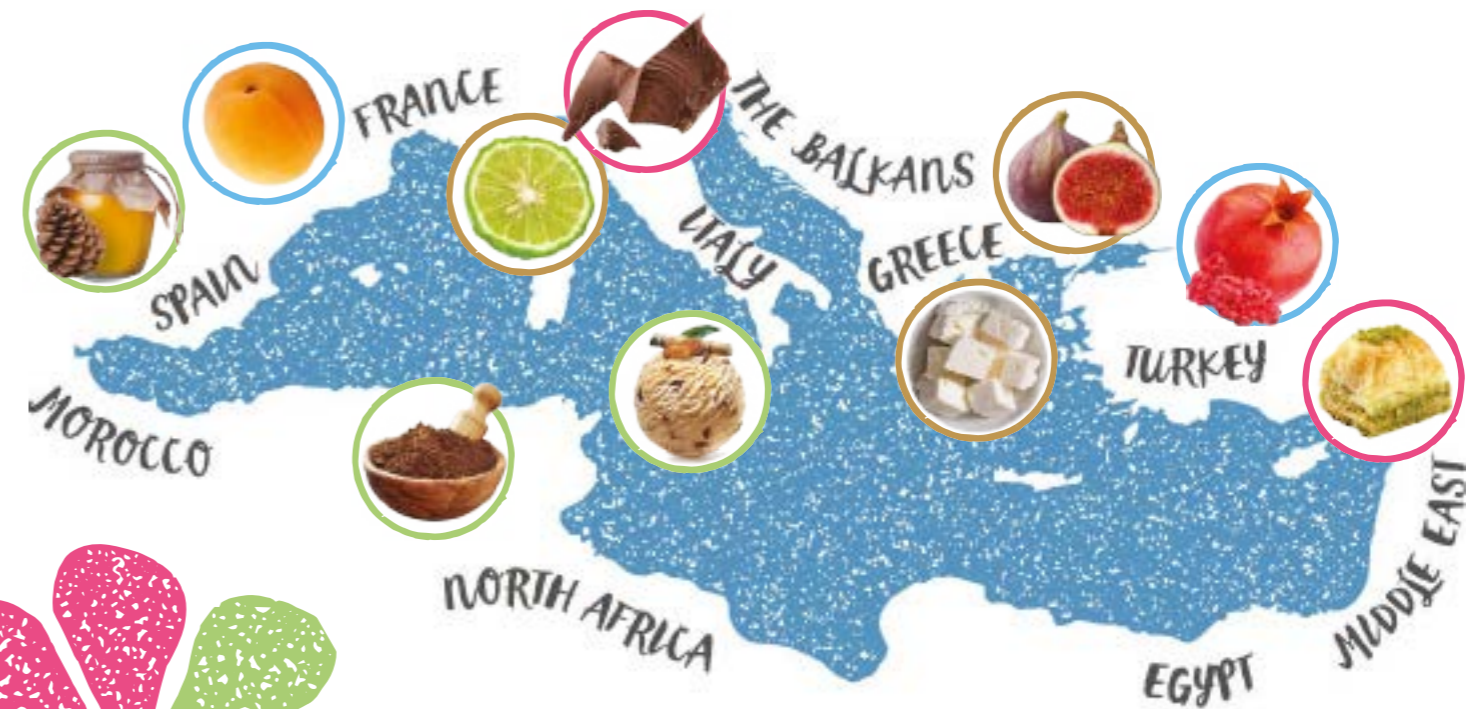 FRANCE
THE BALKANS
SPAIN
ITALY
GREECE
TURKEY
MOROCCO
NORTH AFRICA
EGYPT
MIDDLE EAST